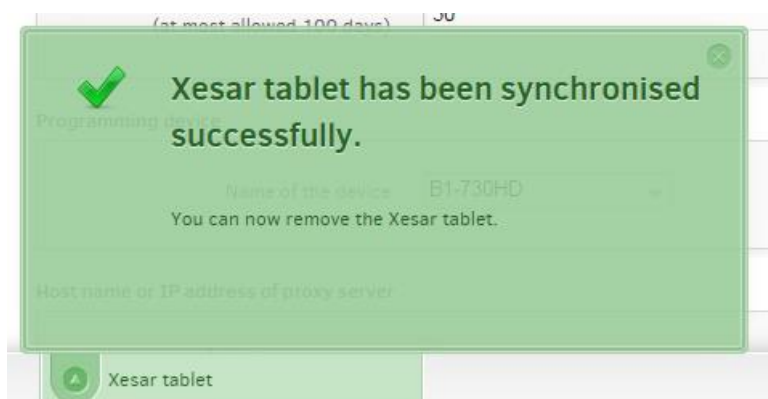 (at most allowed 100 days)
Xesar tablet has been synchronised
successfully.
Programming device
Name of the device B1-730HD
You can now remove the Xesar tablet.
Host name or IP address of proxy server
Xesar tablet